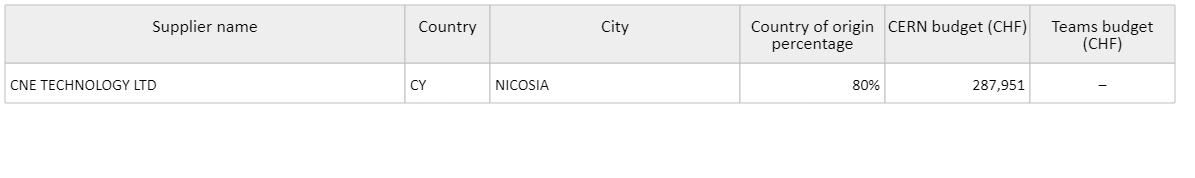 Supplier name Country City Country of origin percentage CERN budget (CHF) Teams budget (CHF)
CNE TECHNOLOGY LTD CY NICOSIA 80% 287,951 –